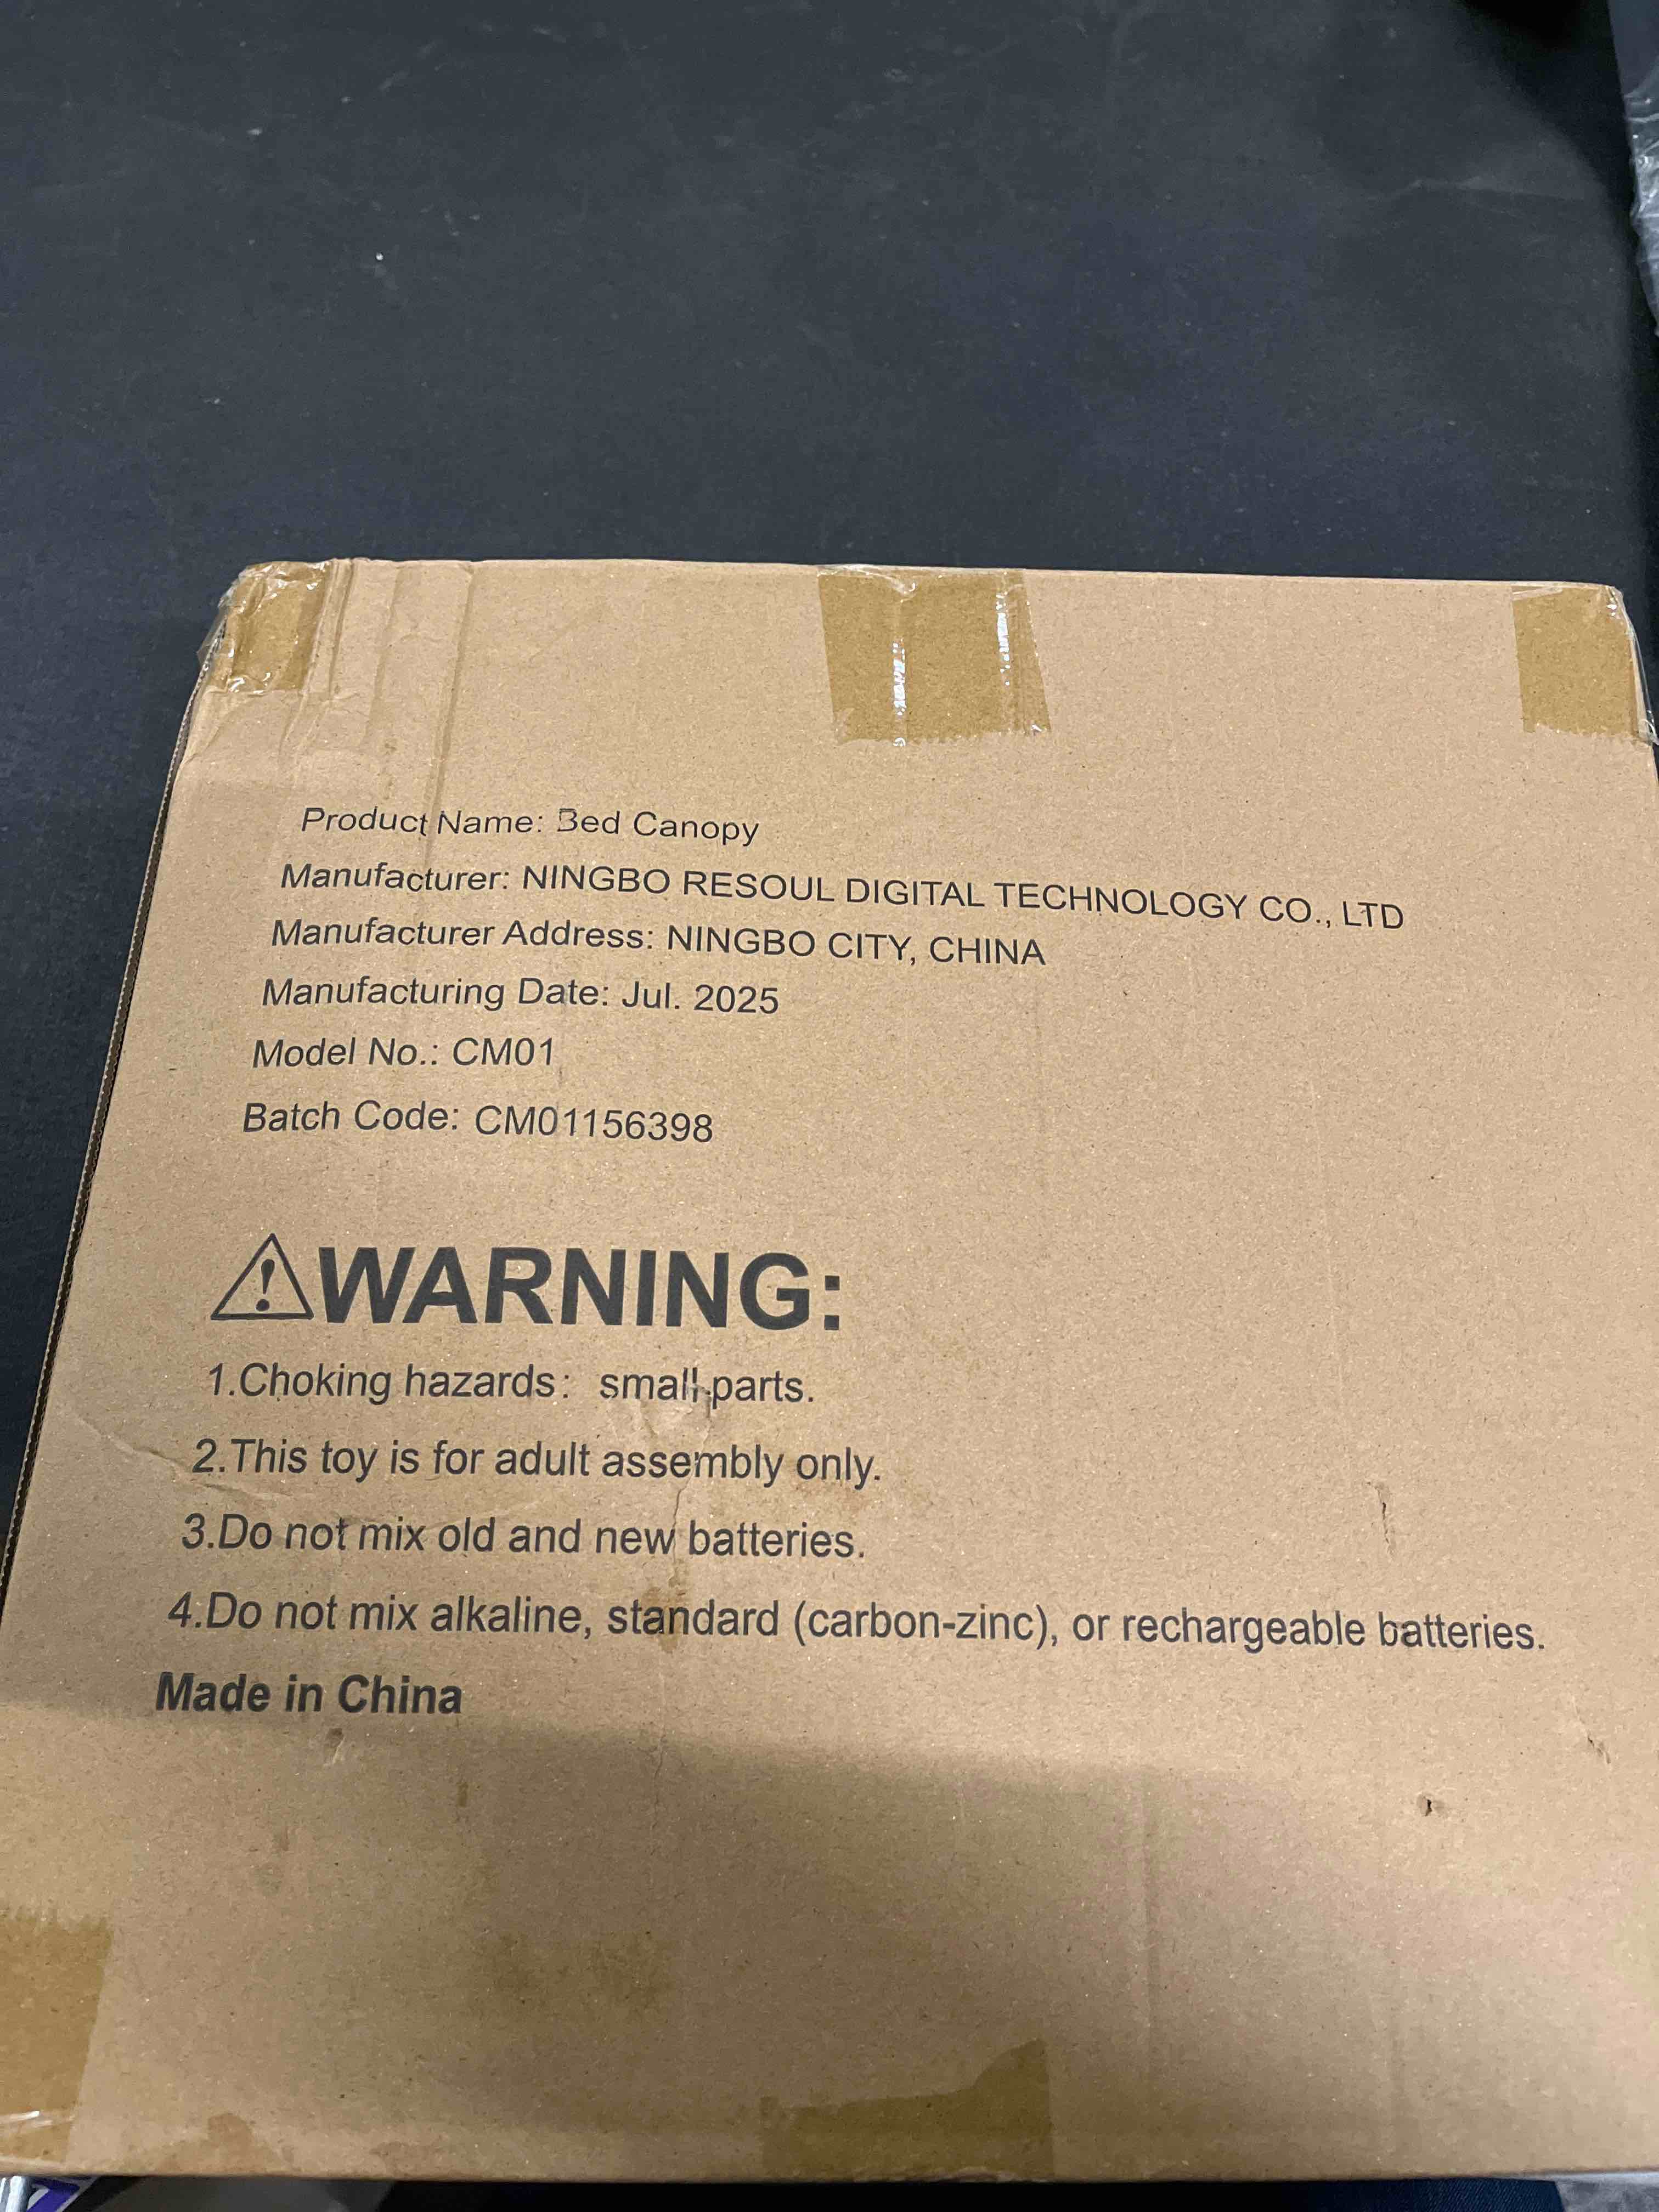 Product Name: Bed Canopy
Manufacturer: NINGBO RESOUL DIGITAL TECHNOLOGY CO., LTD
Manufacturer Address: NINGBO CITY, CHINA
Manufacturing Date: Jul. 2025
Model No.: CM01
Batch Code: CM01156398
⚠WARNING:
1.Choking hazards: small parts.
2.This toy is for adult assembly only.
3.Do not mix old and new batteries.
4.Do not mix alkaline, standard (carbon-zinc), or rechargeable batteries.
Made in China